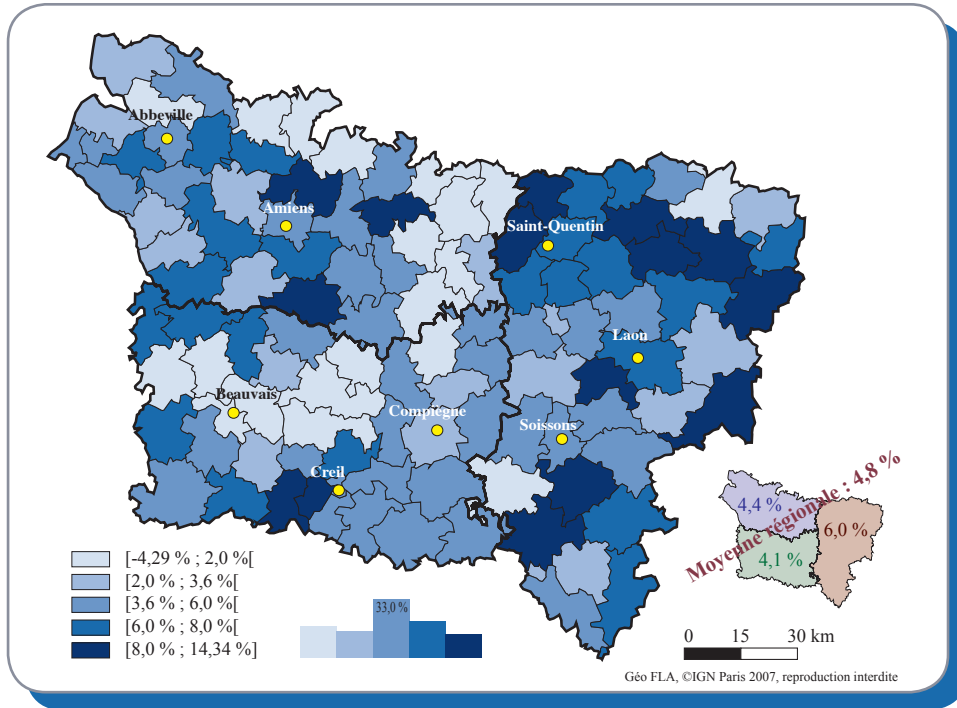 Abbeville
Amiens
Saint-Quentin
Laon
Beauvais
Compiègne
Soissons
Creil
[-4,29 % ; 2,0 %[
[2,0 % ; 3,6 %[
[3,6 % ; 6,0 %[
[6,0 % ; 8,0 %[
[8,0 % ; 14,34 %]
33,0 %
Moyenne régionale : 4,8 %
4,4 %
6,0 %
4,1 %
0 15 30 km
Géo FLA, ©IGN Paris 2007, reproduction interdite